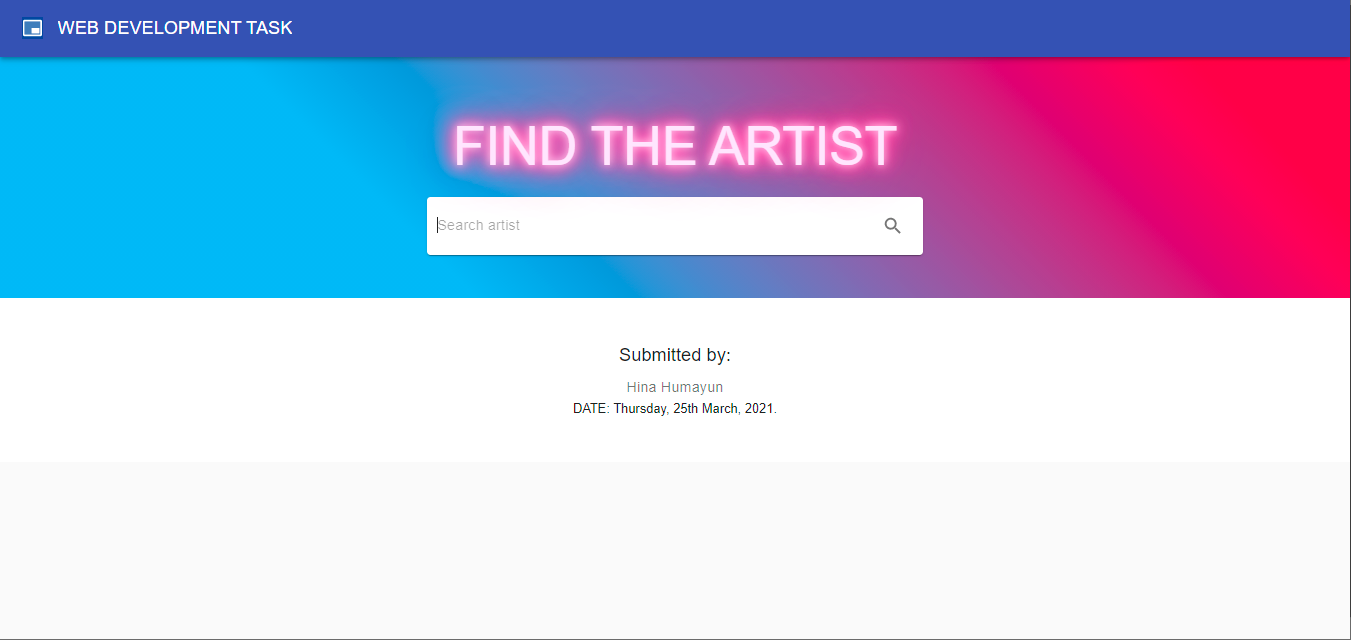 WEB DEVELOPMENT TASK
FIND THE ARTIST
Search artist
Submitted by:
Hina Humayun
DATE: Thursday, 25th March, 2021.